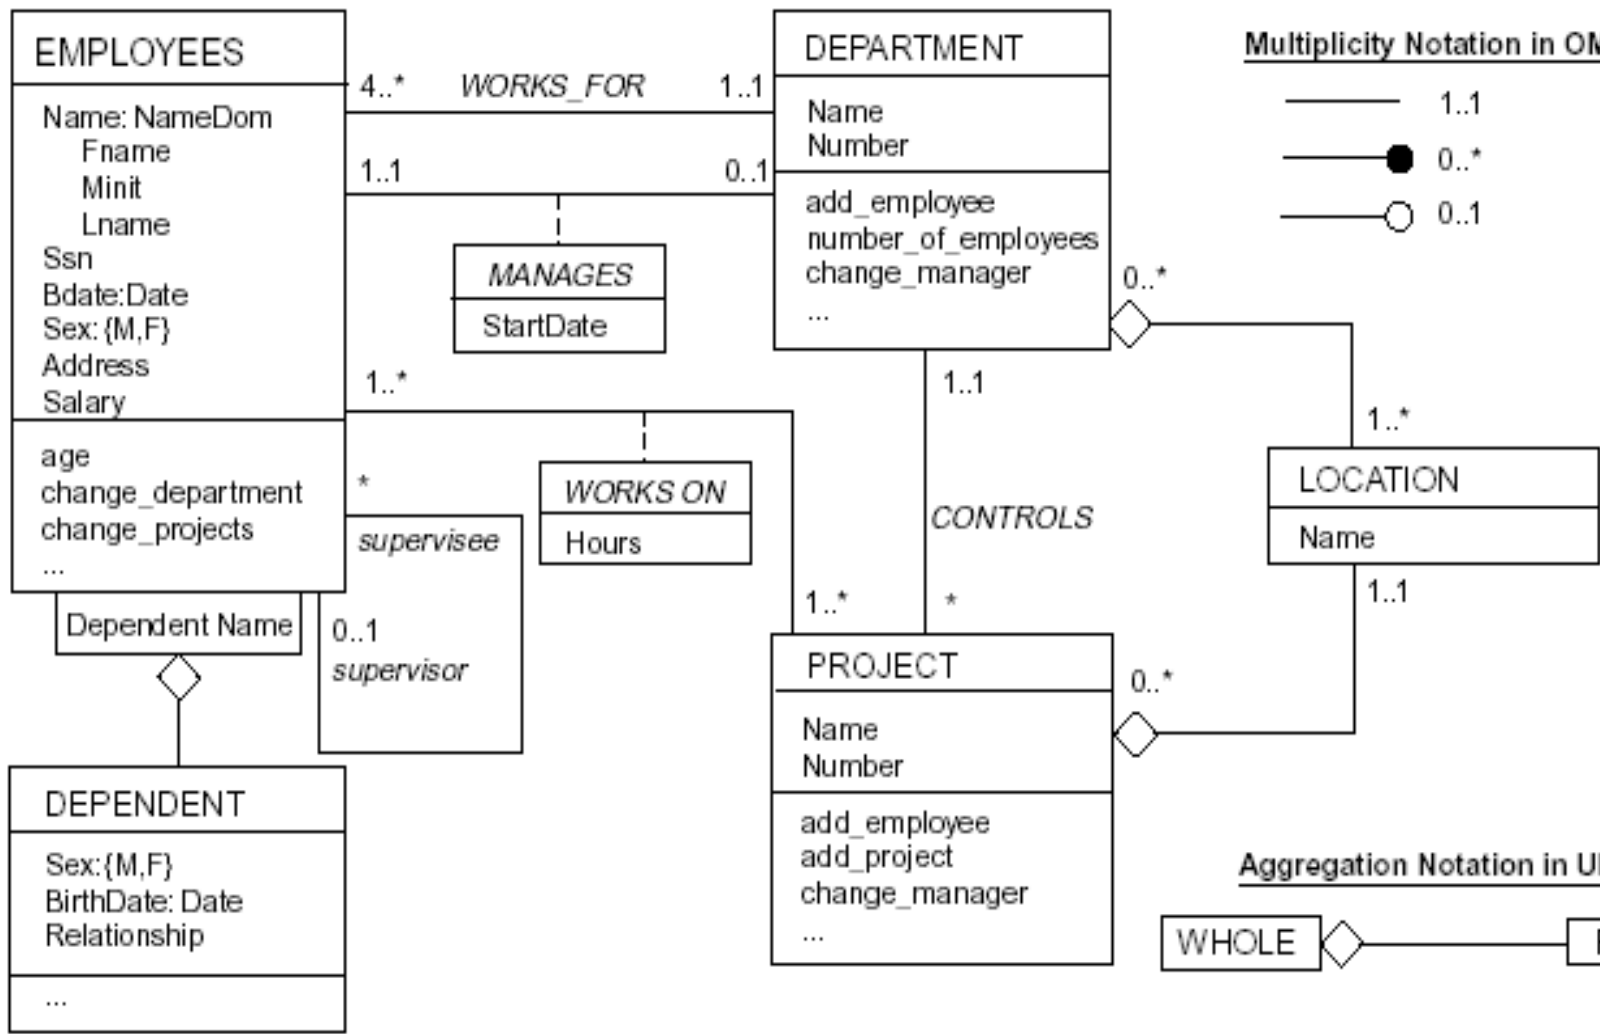 EMPLOYEES
Name: NameDom
Fname
Minit
Lname
Ssn
Bdate:Date
Sex: {M,F}
Address
Salary
age
change_department
change_projects
...
Dependent Name
4..*
WORKS_FOR
1..1
1..1
0..1
MANAGES
StartDate
1..*
WORKS ON
Hours
*
supervisee
0..1
supervisor
1..*
DEPARTMENT
Name
Number
add_employee
number_of_employees
change_manager
...
0..*
1..1
CONTROLS
*
1..*
LOCATION
Name
1..1
PROJECT
Name
Number
add_employee
add_project
change_manager
...
0..*
DEPENDENT
Sex:{M,F}
BirthDate: Date
Relationship
...
Multiplicity Notation in OM
1..1
0..*
0..1
Aggregation Notation in U
WHOLE